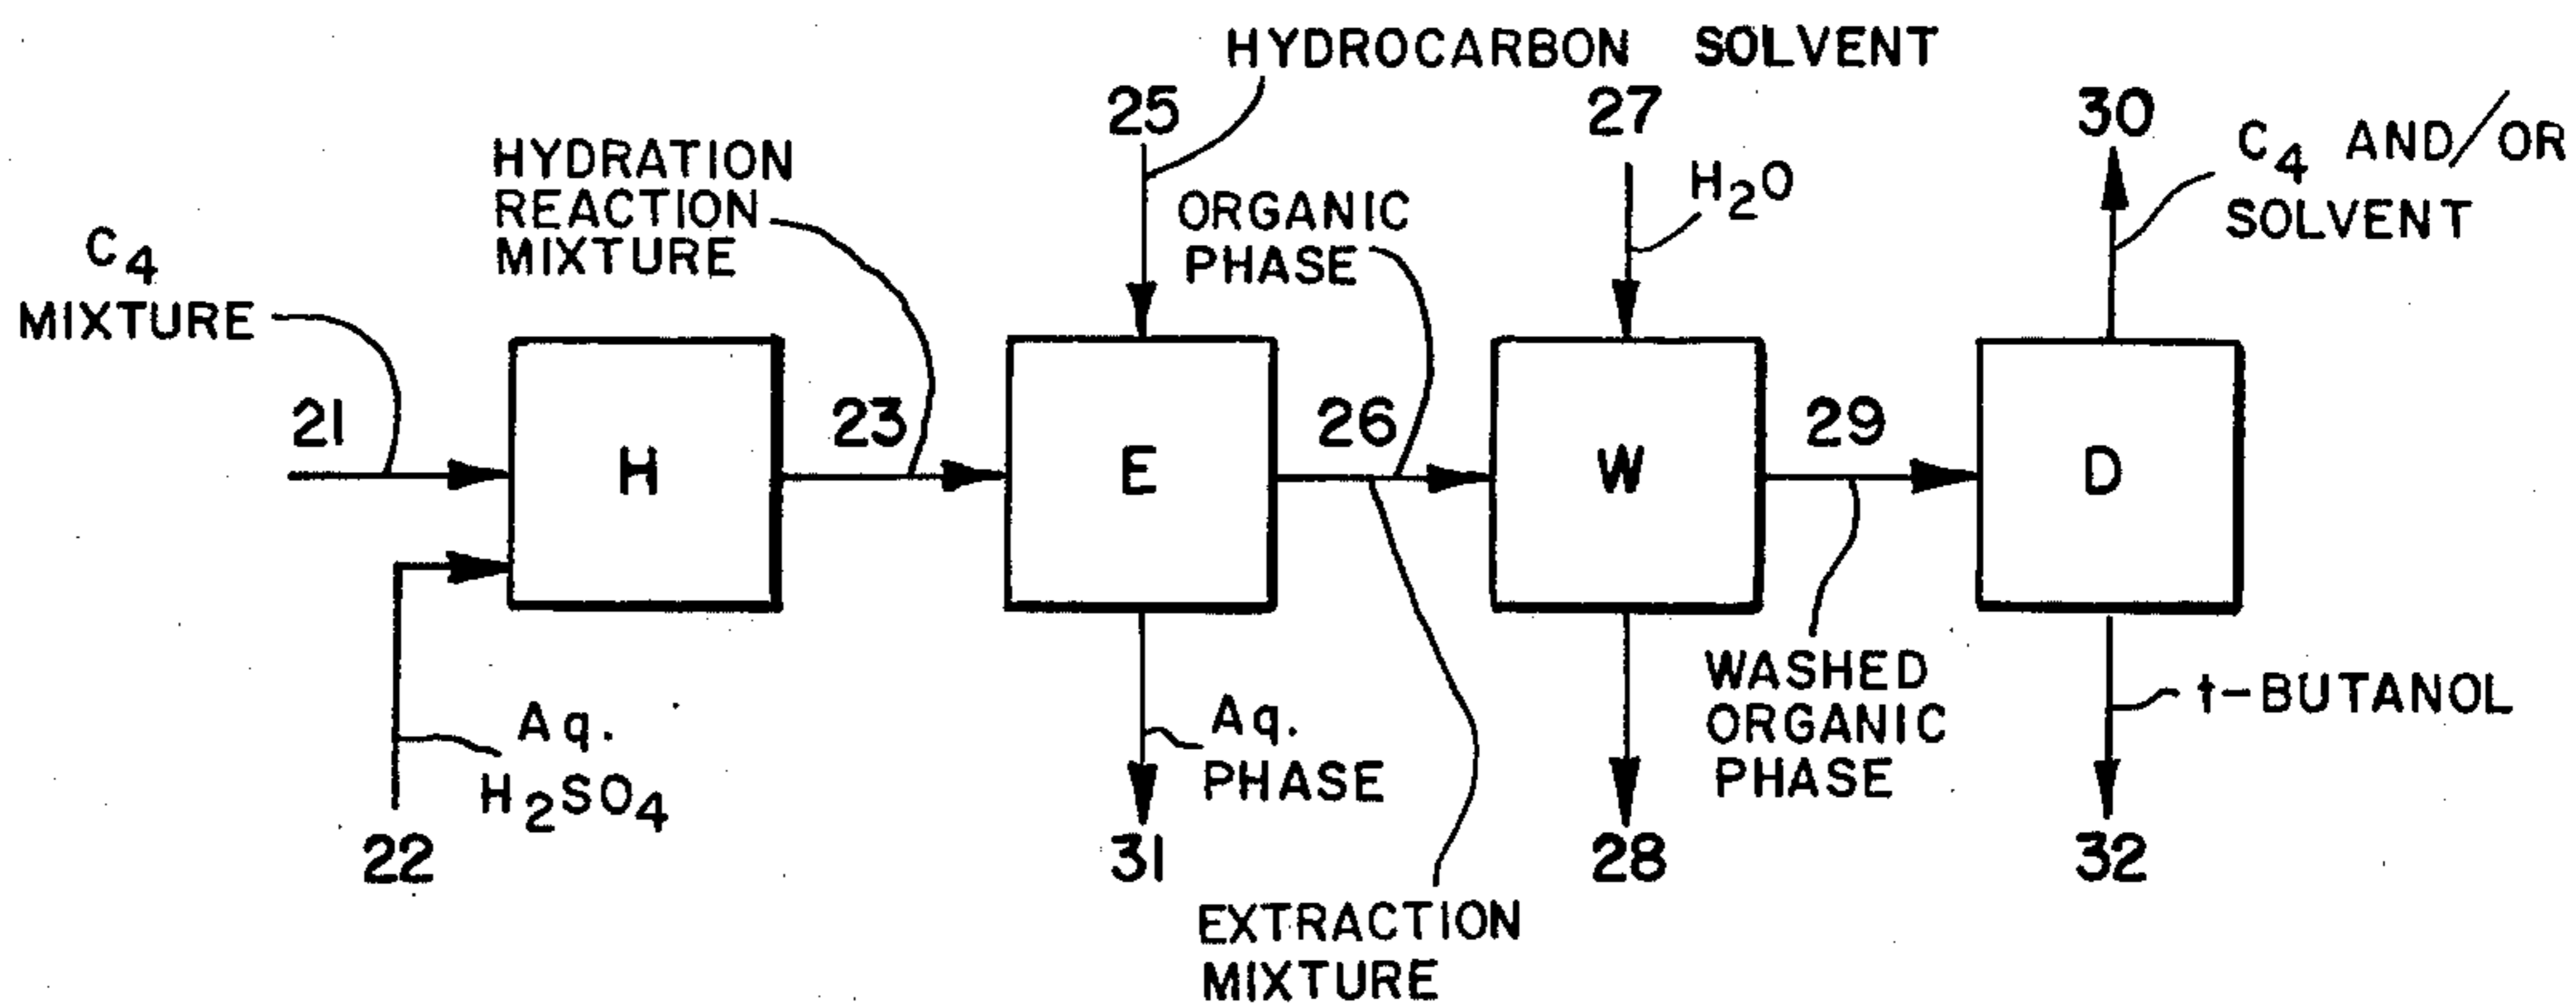 HYDROCARBON SOLVENT
25
27
30
C4 AND/OR
SOLVENT
HYDRATION
REACTION
MIXTURE
H2O
ORGANIC
PHASE
C4
MIXTURE
21
23
26
29
H
E
W
D
Aq.
H2SO4
22
Aq.
PHASE
31
28
WASHED
ORGANIC
PHASE
t-BUTANOL
32
EXTRACTION
MIXTURE